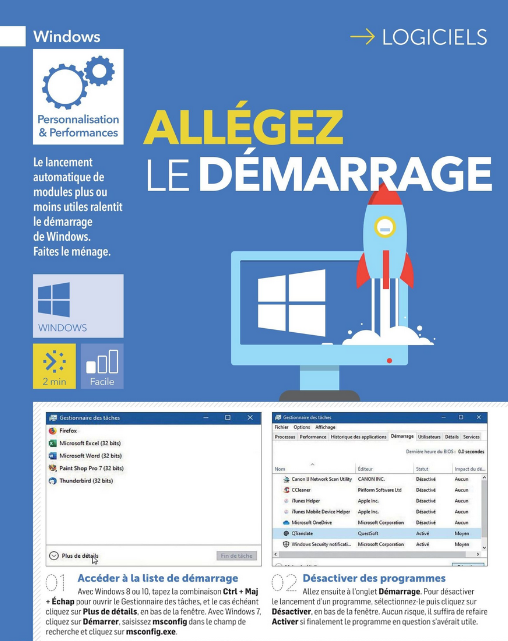 Windows
→ LOGICIELS
Personnalisation
& Performances
ALLÉGEZ
LE DÉMARRAGE
Le lancement
automatique de
modules plus ou
moins utiles ralentit
le démarrage
de Windows.
Faites le ménage.
WINDOWS
2 min
Facile
Gestionnaire des tâches
Firefox
Microsoft Excel (32 bits)
Microsoft Word (32 bits)
Paint Shop Pro 7 (32 bits)
Thunderbird (32 bits)
Plus de détails
Fin de tâche
Gestionnaire des tâches
Fichier Options Affichage
Processus Performance Historique des applications Démarrage Utilisateurs Détails Services
Dernière heure du BIOS : 0.0 secondes
Nom Éditeur Statut Impact du dé...
Canon IJ Network Scan Utility CANON INC. Désactivé Aucun
CCleaner Piriform Software Ltd Désactivé Aucun
iTunes Helper Apple Inc. Désactivé Aucun
iTunes Mobile Device Helper Apple Inc. Désactivé Aucun
Microsoft OneDrive Microsoft Corporation Désactivé Aucun
QTranslate QuestSoft Activé Moyen
Windows Security notificati... Microsoft Corporation Activé Moyen
01 Accéder à la liste de démarrage
Avec Windows 8 ou 10, tapez la combinaison Ctrl + Maj
+ Échap pour ouvrir le Gestionnaire des tâches, et le cas échéant
cliquez sur Plus de détails, en bas de la fenêtre. Avec Windows 7,
cliquez sur Démarrer, saisissez msconfig dans le champ de
recherche et cliquez sur msconfig.exe.
02 Désactiver des programmes
Allez ensuite à l'onglet Démarrage. Pour désactiver
le lancement d'un programme, sélectionnez-le puis cliquez sur
Désactiver, en bas de la fenêtre. Aucun risque, il suffira de refaire
Activer si finalement le programme en question s'avérait utile.